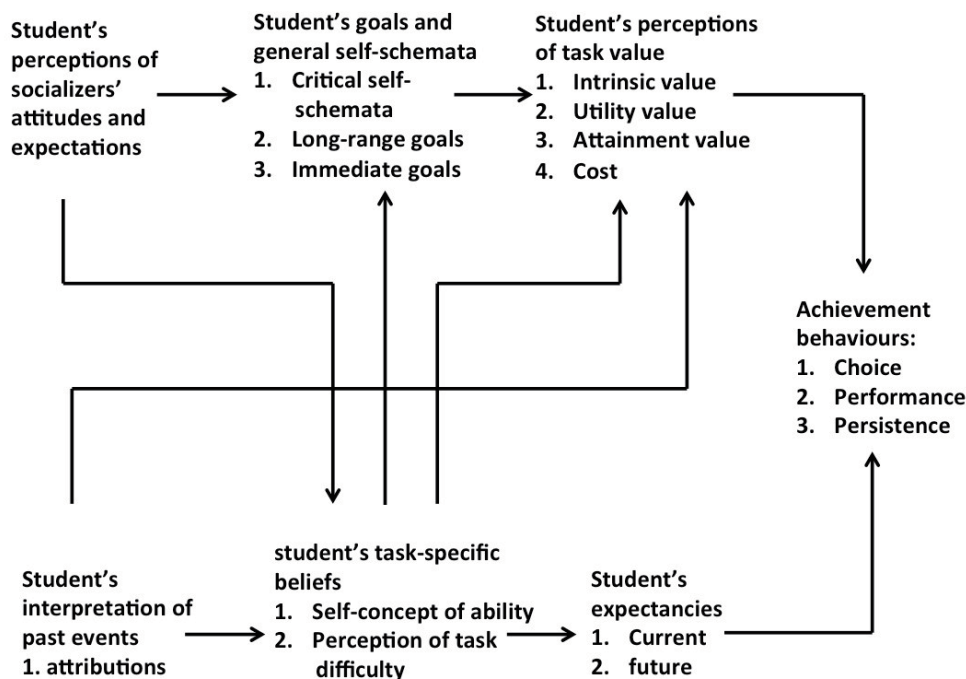 Student’s
perceptions of
socializers’
attitudes and
expectations
Student’s goals and
general self-schemata
1. Critical self-
schemata
2. Long-range goals
3. Immediate goals
Student’s perceptions
of task value
1. Intrinsic value
2. Utility value
3. Attainment value
4. Cost
Achievement
behaviours:
1. Choice
2. Performance
3. Persistence
Student’s
interpretation of
past events
1. attributions
student’s task-specific
beliefs
1. Self-concept of ability
2. Perception of task
difficulty
Student’s
expectancies
1. Current
2. future